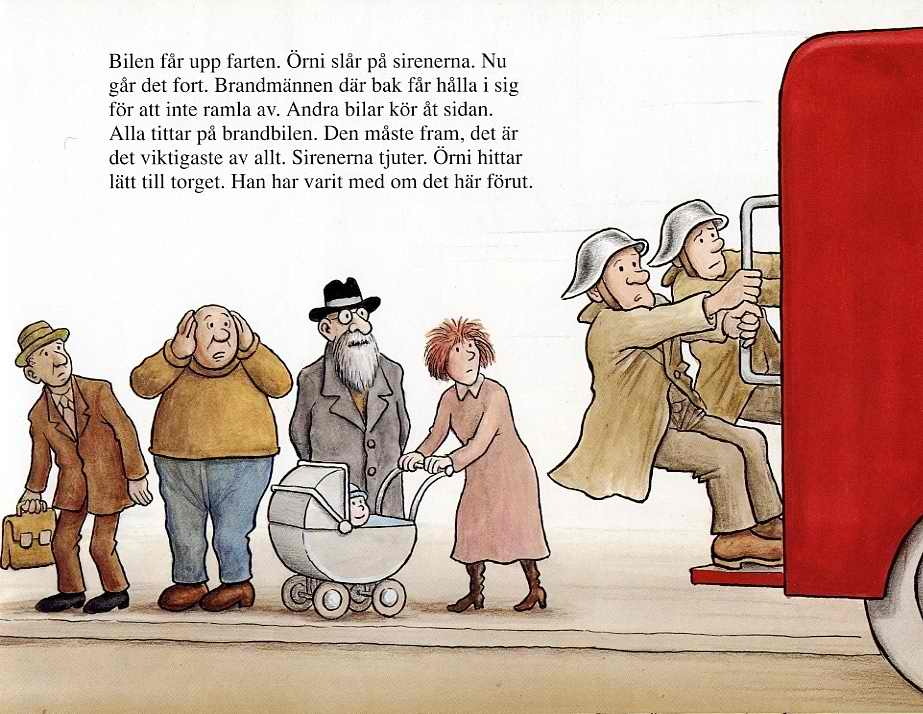 Bilen får upp farten. Örni slår på sirenerna. Nu
går det fort. Brandmännen där bak får hålla i sig
för att inte ramla av. Andra bilar kör åt sidan.
Alla tittar på brandbilen. Den måste fram, det är
det viktigaste av allt. Sirenerna tjuter. Örni hittar
lätt till torget. Han har varit med om det här förut.